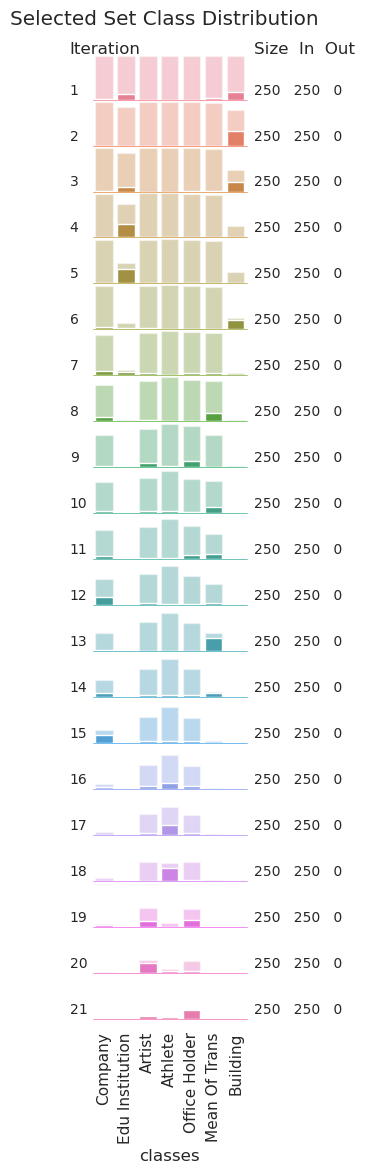 Selected Set Class Distribution
Iteration Size In Out
1 250 250 0
2 250 250 0
3 250 250 0
4 250 250 0
5 250 250 0
6 250 250 0
7 250 250 0
8 250 250 0
9 250 250 0
10 250 250 0
11 250 250 0
12 250 250 0
13 250 250 0
14 250 250 0
15 250 250 0
16 250 250 0
17 250 250 0
18 250 250 0
19 250 250 0
20 250 250 0
21 250 250 0
Company
Edu Institution
Artist
Athlete
Office Holder
Mean Of Trans
Building
classes